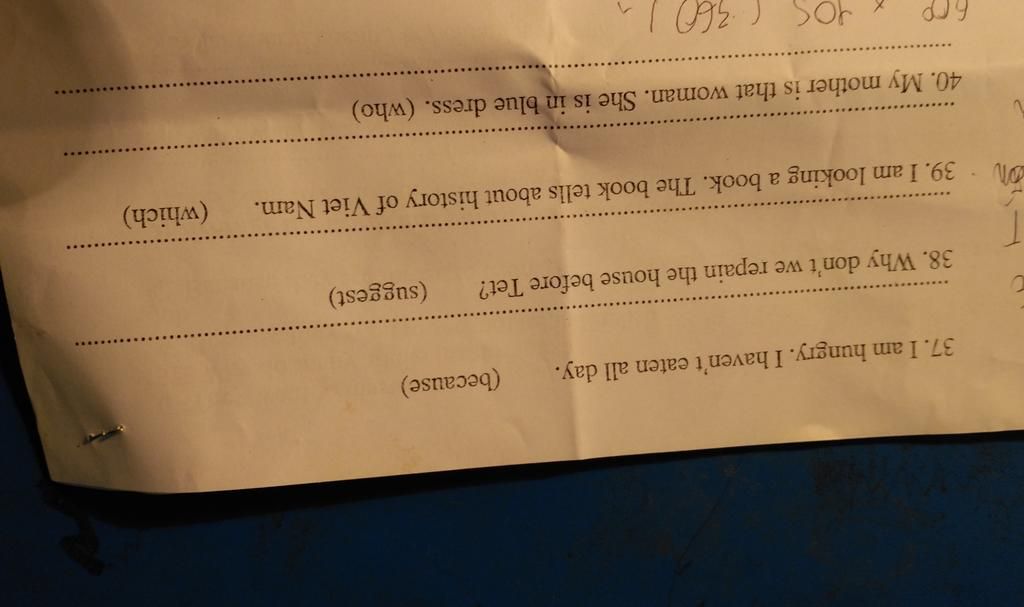 37. I am hungry. I haven't eaten all day. (because)
38. Why don't we repair the house before Tet? (suggest)
39. I am looking a book. The book tells about history of Viet Nam. (which)
40. My mother is that woman. She is in blue dress. (who)